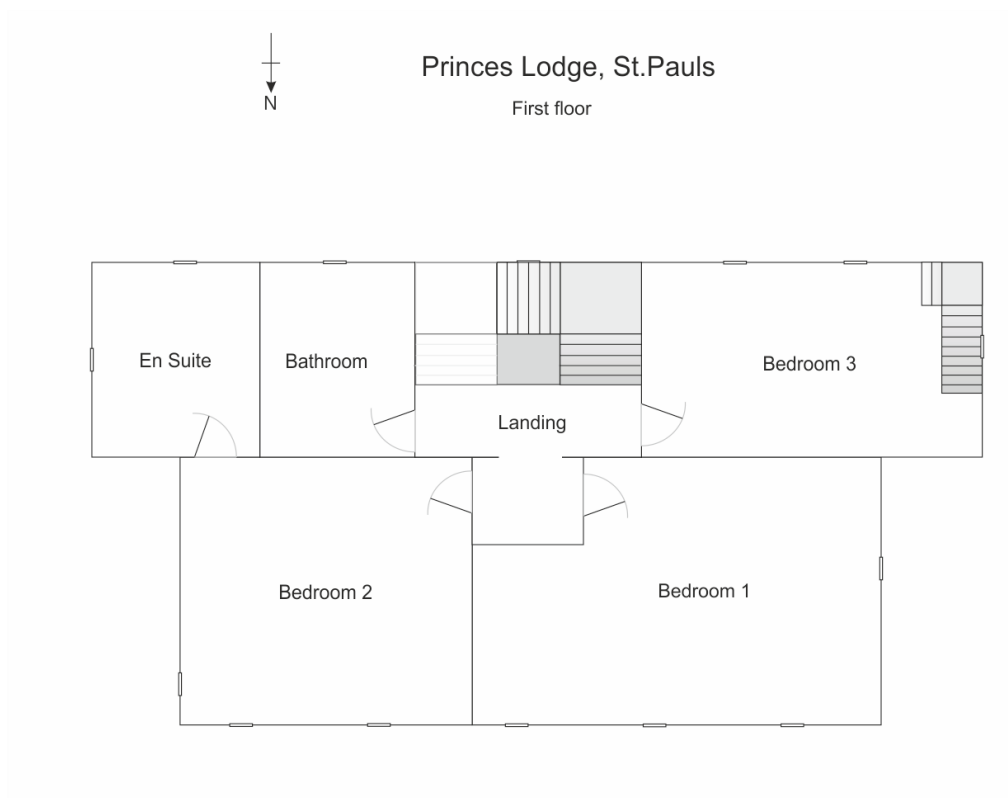 Princes Lodge, St.Pauls
N
First floor
En Suite
Bathroom
Bedroom 3
Landing
Bedroom 2
Bedroom 1